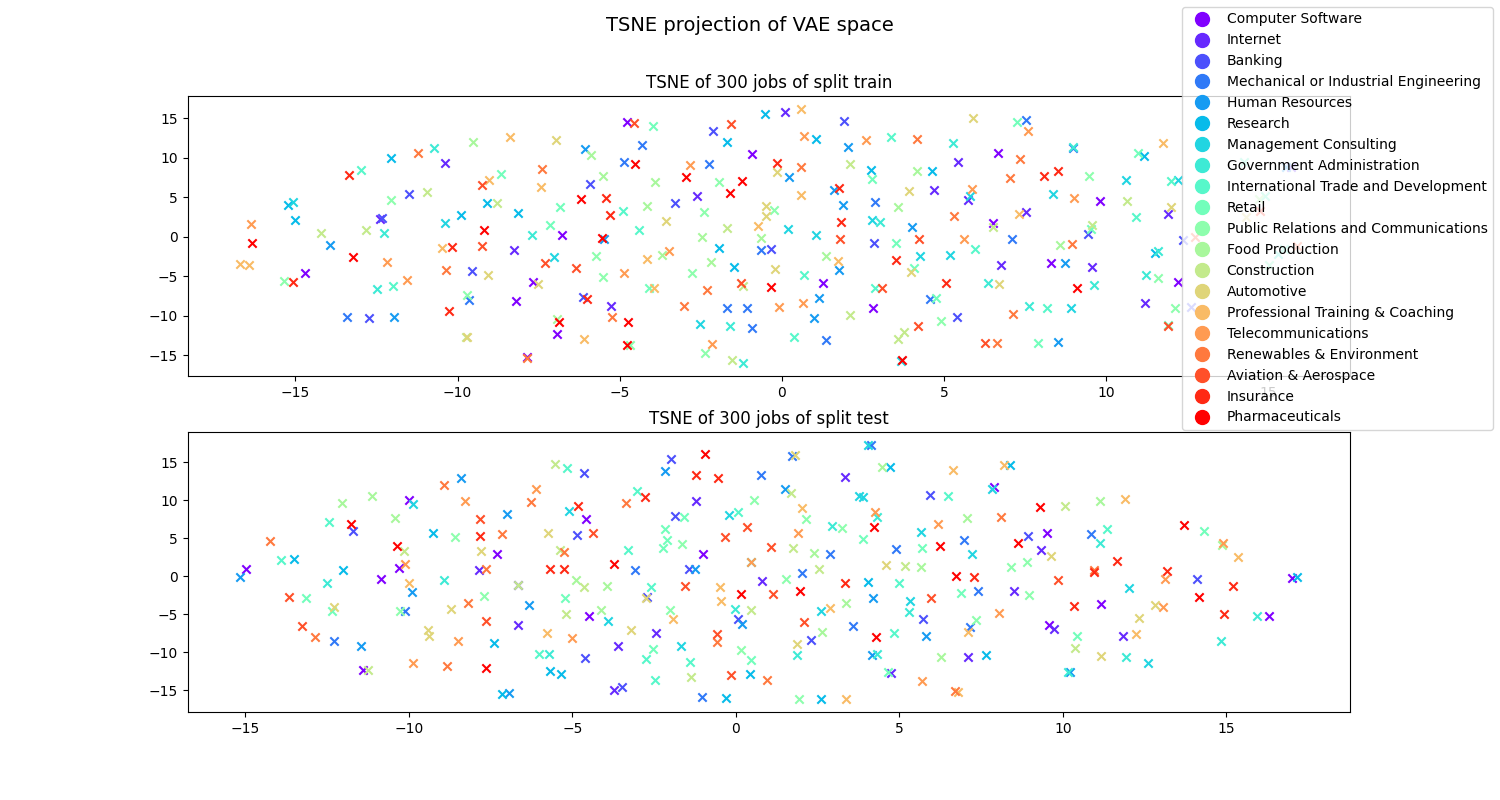 TSNE projection of VAE space
TSNE of 300 jobs of split train
15
10
5
0
−5
−10
−15
−15
−10
−5
0
5
10
15
Computer Software
Internet
Banking
Mechanical or Industrial Engineering
Human Resources
Research
Management Consulting
Government Administration
International Trade and Development
Retail
Public Relations and Communications
Food Production
Construction
Automotive
Professional Training & Coaching
Telecommunications
Renewables & Environment
Aviation & Aerospace
Insurance
Pharmaceuticals
TSNE of 300 jobs of split test
15
10
5
0
−5
−10
−15
−15
−10
−5
0
5
10
15